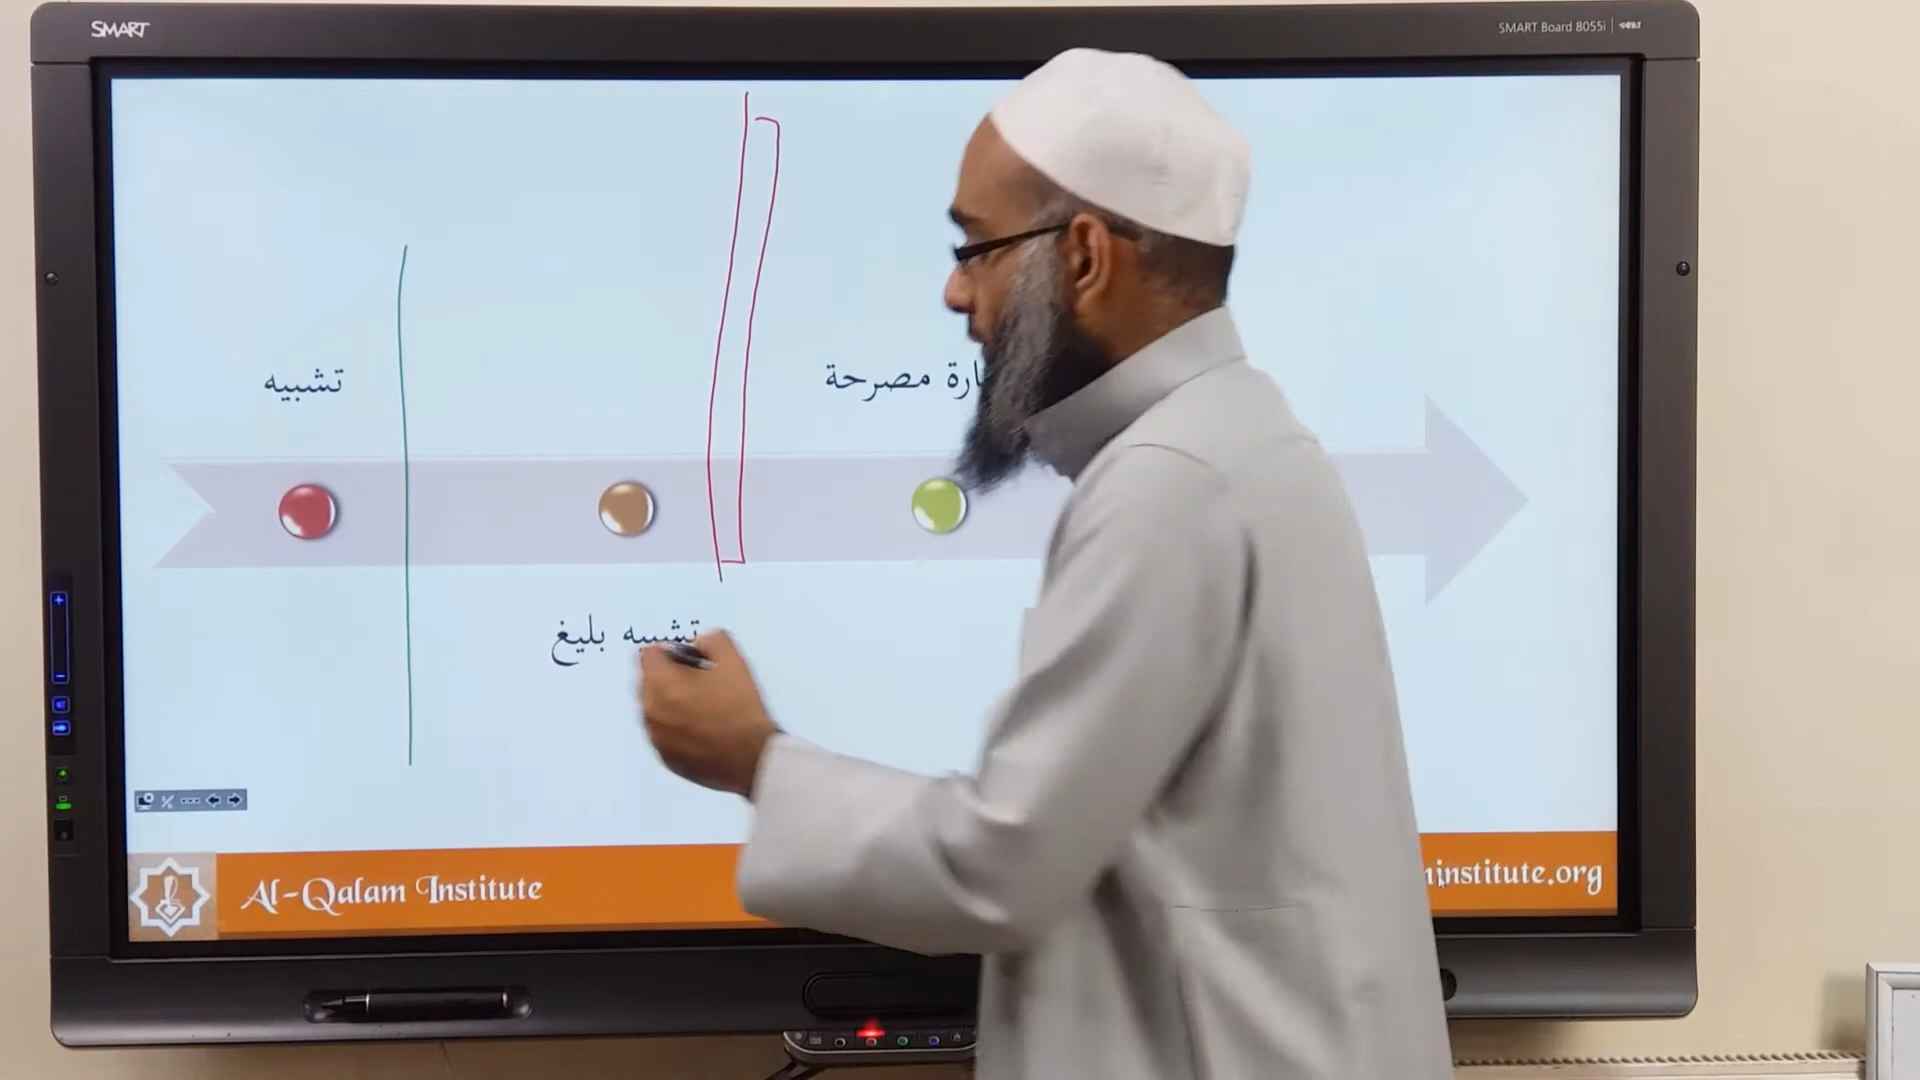 SMART
SMART Board 8055i
تشبيه
مصرحة
تشبيه بليغ
Al-Qalam Institute
institute.org